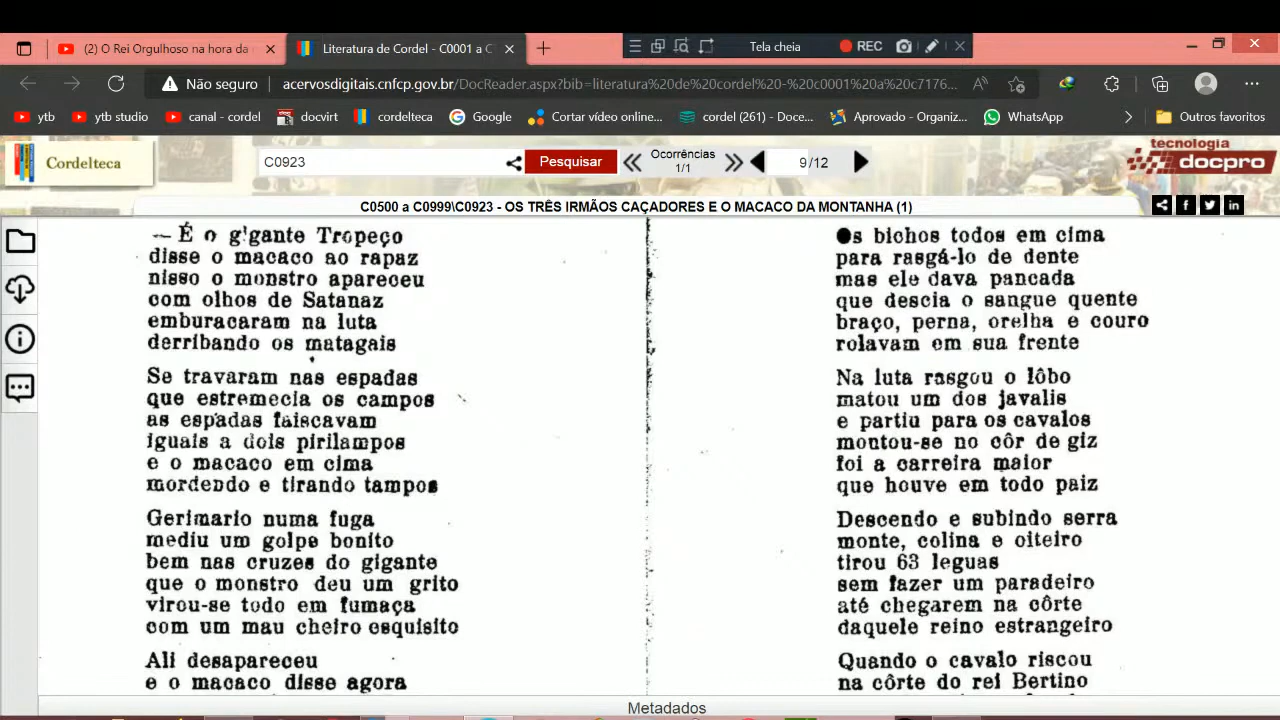 (2) O Rei Orgulhoso na hora da
Literatura de Cordel - C0001 a C
Tela cheia
REC
Não seguro
acervosdigitais.cnfcp.gov.br/DocReader.aspx?bib=literatura%20de%20cordel%20-%20c0001%20a%20c7176...
ytb
ytb studio
canal - cordel
docvirt
cordelteca
Google
Cortar vídeo online...
cordel (261) - Doce...
Aprovado - Organiz...
WhatsApp
Outros favoritos
Cordelteca
C0923
Pesquisar
Ocorrências
1/1
9 /12
tecnologia
docpro
C0500 a C0999\C0923 - OS TRÊS IRMÃOS CAÇADORES E O MACACO DA MONTANHA (1)
— É o gigante Tropeço
disse o macaco ao rapaz
nisso o monstro apareceu
com olhos de Satanaz
emburacaram na luta
derribando os matagais
Se travaram nas espadas
que estremecia os campos
as espadas faiscavam
iguais a dois pirilampos
e o macaco em cima
mordendo e tirando tampos
Gerimario numa fuga
mediu um golpe bonito
bem nas cruzes do gigante
que o monstro deu um grito
virou-se todo em fumaça
com um mau cheiro esquisito
Ali desapareceu
e o macaco disse agora
Os bichos todos em cima
para rasgá-lo de dente
mas ele dava pancada
que descia o sangue quente
braço, perna, orelha e couro
rolavam em sua frente
Na luta rasgou o lôbo
matou um dos javalis
e partiu para os cavalos
montou-se no côr de giz
foi a carreira maior
que houve em todo paiz
Descendo e subindo serra
monte, colina e oiteiro
tirou 63 leguas
sem fazer um paradeiro
até chegarem na côrte
daquele reino estrangeiro
Quando o cavalo riscou
na côrte do rei Bertino
Metadados